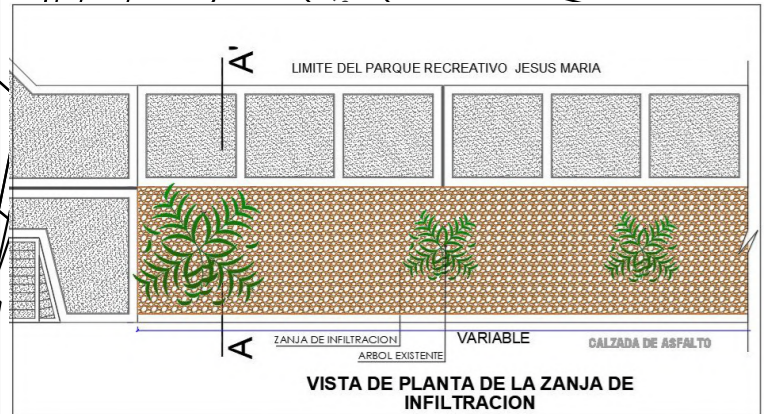 A'
LIMITE DEL PARQUE RECREATIVO JESUS MARIA
A
ZANJA DE INFILTRACION
VARIABLE
CALZADA DE ASFALTO
ARBOL EXISTENTE
VISTA DE PLANTA DE LA ZANJA DE
INFILTRACION